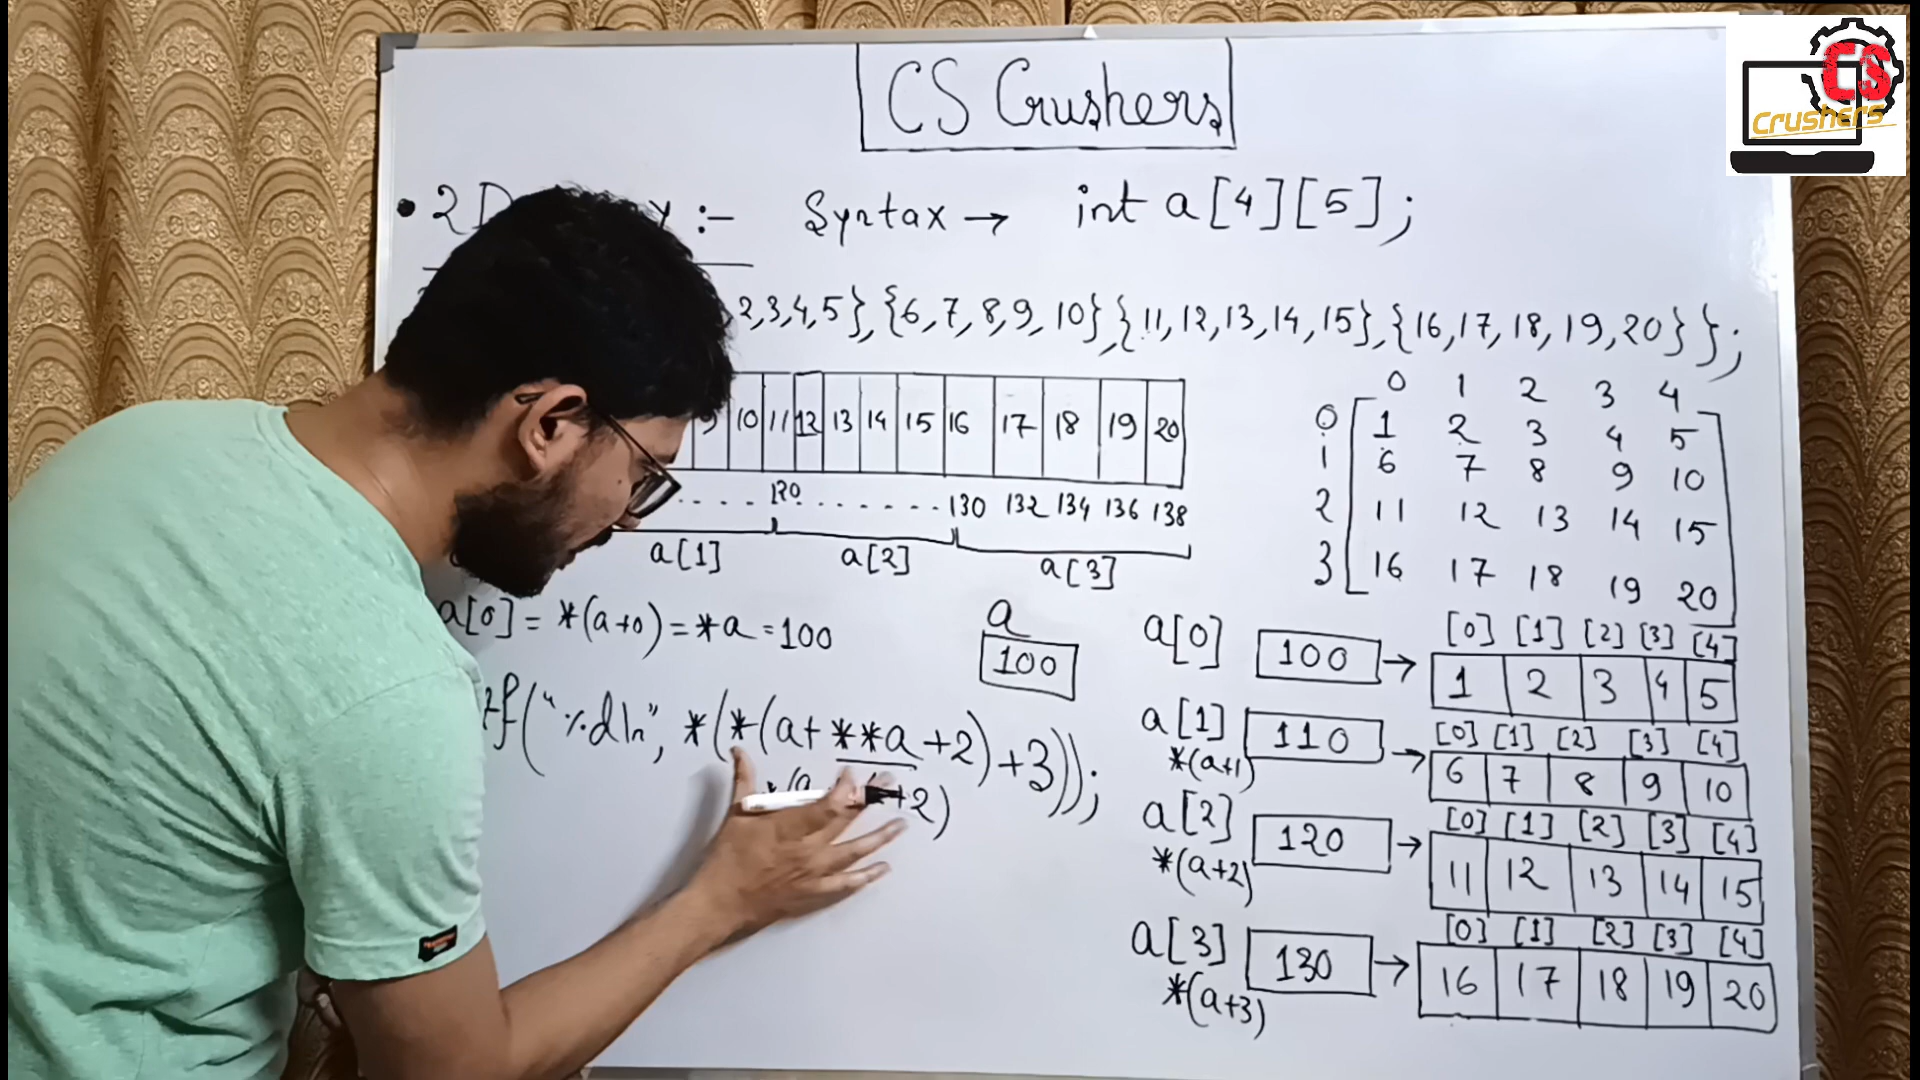 CS Crushers
CS
Crushers
• 2D :- Syntax → int a[4][5];
2,3,4,5},{6,7,8,9,10},{11,12,13,14,15},{16,17,18,19,20}};
9 10 11 12 13 14 15 16 17 18 19 20
. . . . 120 . . . . . . . 130 132 134 136 138
a[1] a[2] a[3]
0 1 2 3 4
0 1 2 3 4 5
1 6 7 8 9 10
2 11 12 13 14 15
3 16 17 18 19 20
a[0] = *(a+0) = *a = 100
a
100
tf("%d\n", *(*(a+**a+2)+3));
+2)
[0] [1] [2] [3] [4]
a[0] 100 → 1 2 3 4 5
[0] [1] [2] [3] [4]
a[1] 110 → 6 7 8 9 10
*(a+1)
[0] [1] [2] [3] [4]
a[2] 120 → 11 12 13 14 15
*(a+2)
[0] [1] [2] [3] [4]
a[3] 130 → 16 17 18 19 20
*(a+3)